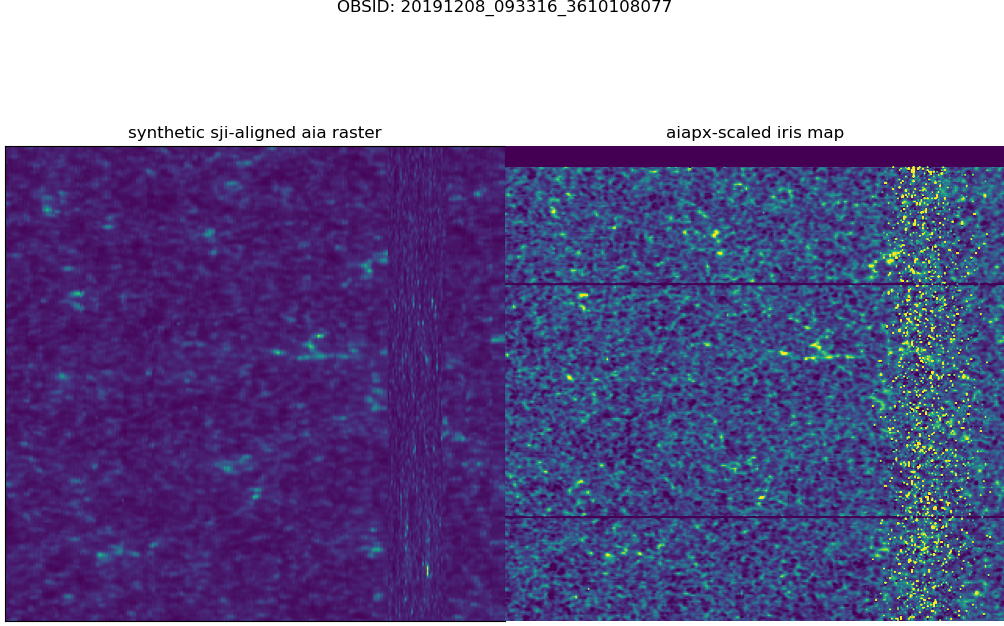 OBSID: 20191208_093316_3610108077
synthetic sji-aligned aia raster
aiapx-scaled iris map